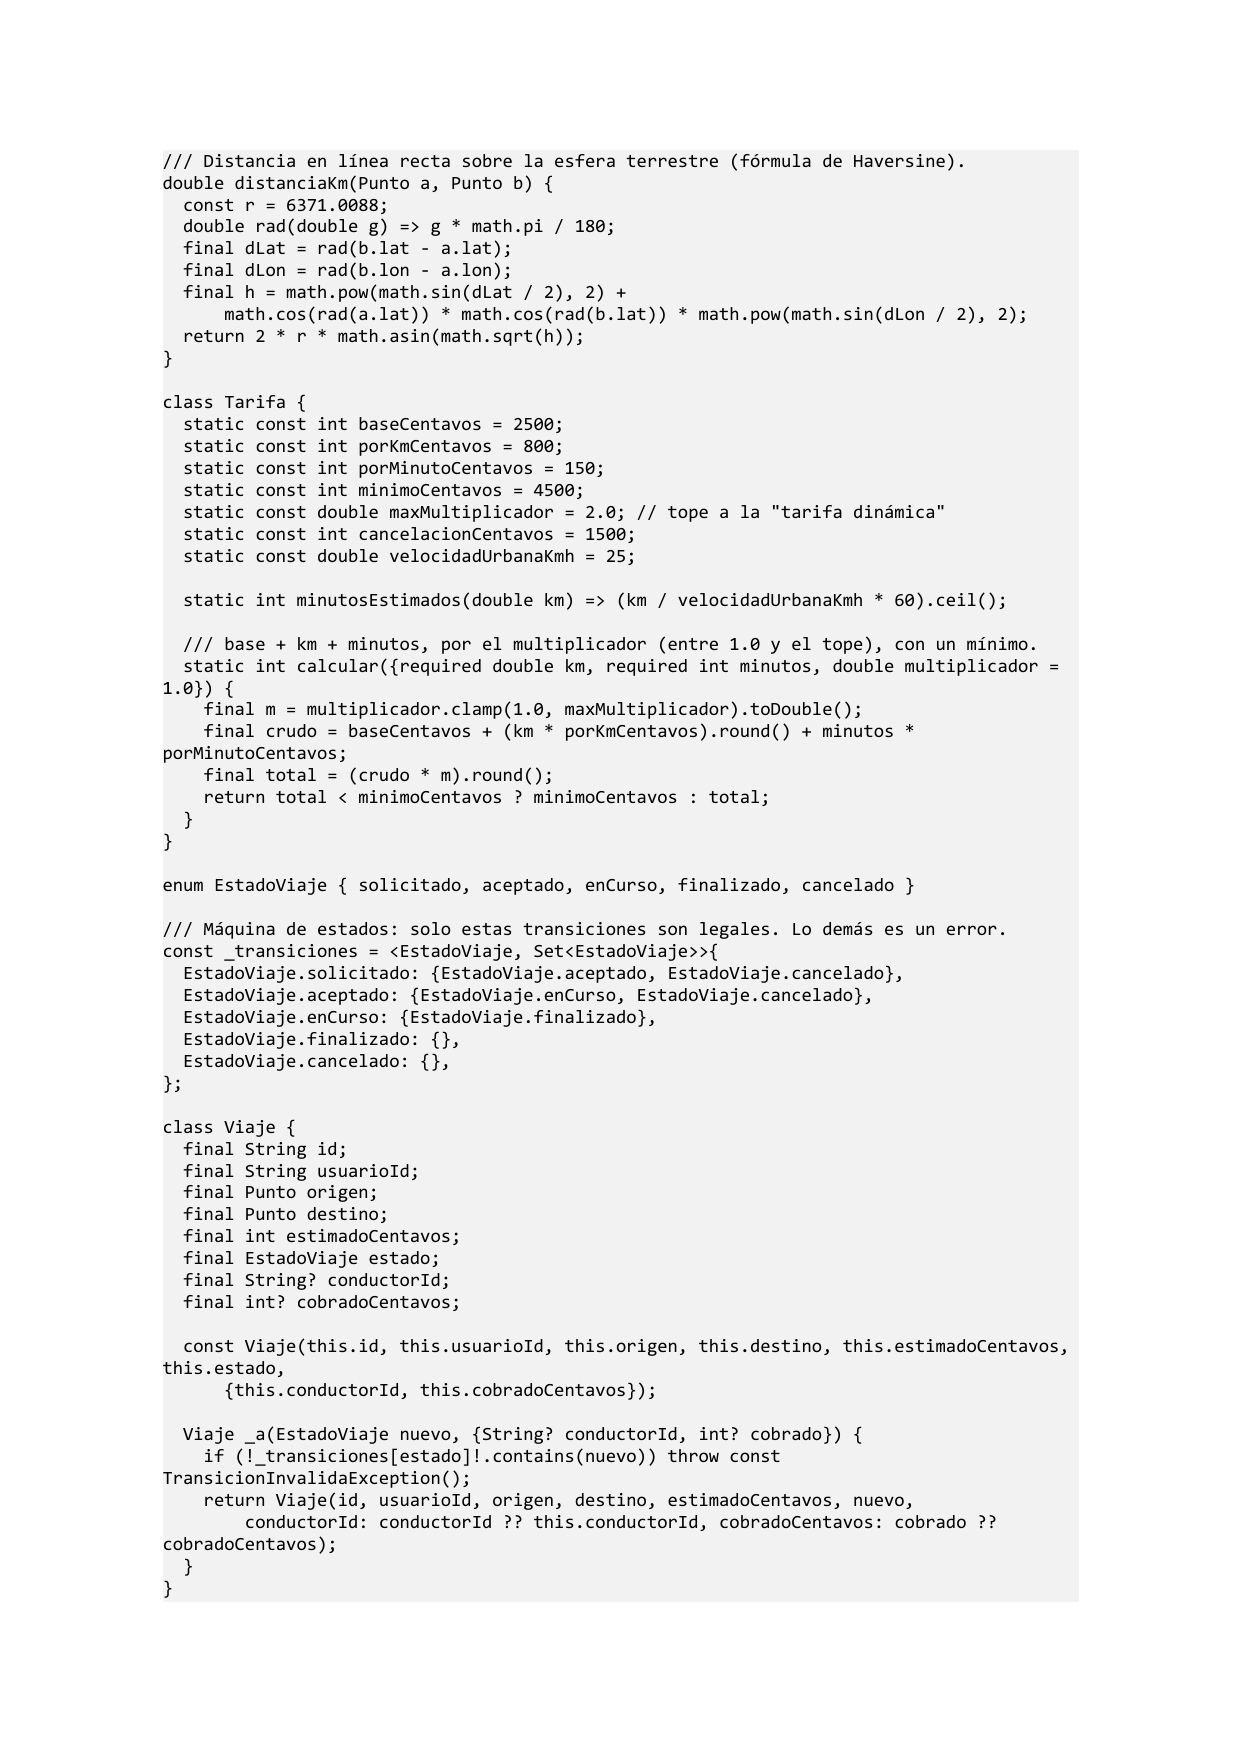 /// Distancia en línea recta sobre la esfera terrestre (fórmula de Haversine).
double distanciaKm(Punto a, Punto b) {
  const r = 6371.0088;
  double rad(double g) => g * math.pi / 180;
  final dLat = rad(b.lat - a.lat);
  final dLon = rad(b.lon - a.lon);
  final h = math.pow(math.sin(dLat / 2), 2) +
      math.cos(rad(a.lat)) * math.cos(rad(b.lat)) * math.pow(math.sin(dLon / 2), 2);
  return 2 * r * math.asin(math.sqrt(h));
}

class Tarifa {
  static const int baseCentavos = 2500;
  static const int porKmCentavos = 800;
  static const int porMinutoCentavos = 150;
  static const int minimoCentavos = 4500;
  static const double maxMultiplicador = 2.0; // tope a la "tarifa dinámica"
  static const int cancelacionCentavos = 1500;
  static const double velocidadUrbanaKmh = 25;

  static int minutosEstimados(double km) => (km / velocidadUrbanaKmh * 60).ceil();

  /// base + km + minutos, por el multiplicador (entre 1.0 y el tope), con un mínimo.
  static int calcular({required double km, required int minutos, double multiplicador =
1.0}) {
    final m = multiplicador.clamp(1.0, maxMultiplicador).toDouble();
    final crudo = baseCentavos + (km * porKmCentavos).round() + minutos *
porMinutoCentavos;
    final total = (crudo * m).round();
    return total < minimoCentavos ? minimoCentavos : total;
  }
}

enum EstadoViaje { solicitado, aceptado, enCurso, finalizado, cancelado }

/// Máquina de estados: solo estas transiciones son legales. Lo demás es un error.
const _transiciones = <EstadoViaje, Set<EstadoViaje>>{
  EstadoViaje.solicitado: {EstadoViaje.aceptado, EstadoViaje.cancelado},
  EstadoViaje.aceptado: {EstadoViaje.enCurso, EstadoViaje.cancelado},
  EstadoViaje.enCurso: {EstadoViaje.finalizado},
  EstadoViaje.finalizado: {},
  EstadoViaje.cancelado: {},
};

class Viaje {
  final String id;
  final String usuarioId;
  final Punto origen;
  final Punto destino;
  final int estimadoCentavos;
  final EstadoViaje estado;
  final String? conductorId;
  final int? cobradoCentavos;

  const Viaje(this.id, this.usuarioId, this.origen, this.destino, this.estimadoCentavos,
this.estado,
      {this.conductorId, this.cobradoCentavos});

  Viaje _a(EstadoViaje nuevo, {String? conductorId, int? cobrado}) {
    if (!_transiciones[estado]!.contains(nuevo)) throw const
TransicionInvalidaException();
    return Viaje(id, usuarioId, origen, destino, estimadoCentavos, nuevo,
        conductorId: conductorId ?? this.conductorId, cobradoCentavos: cobrado ??
cobradoCentavos);
  }
}